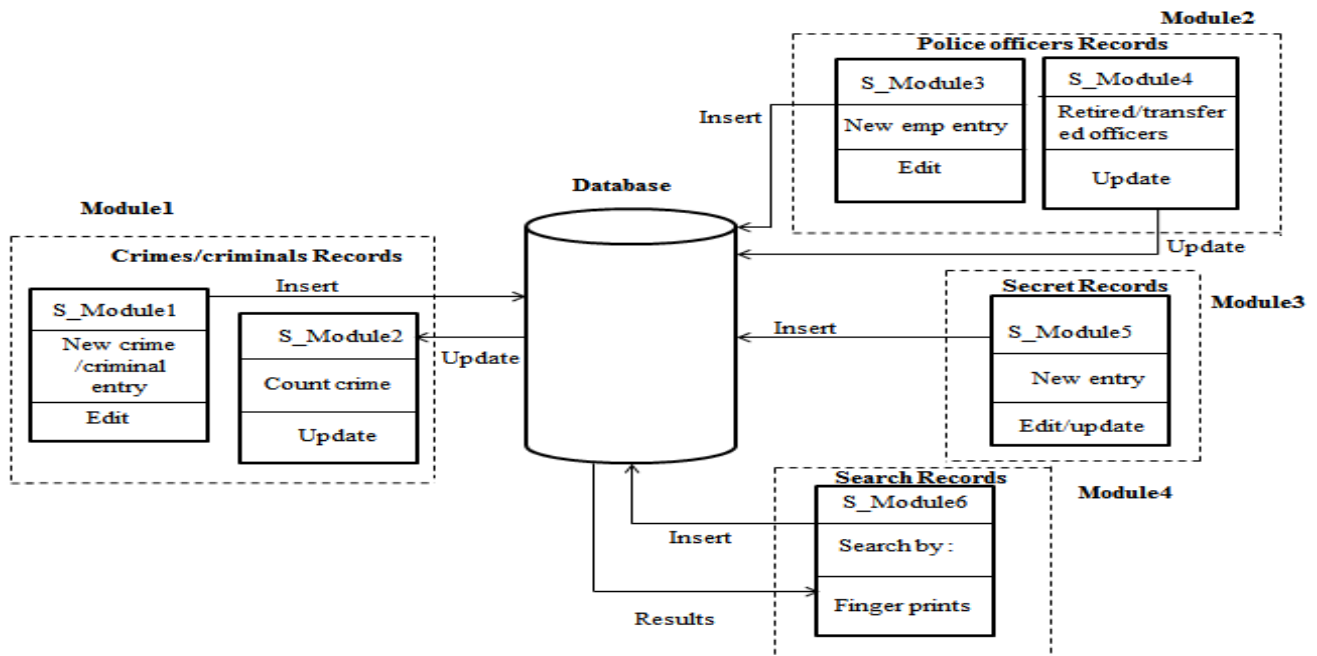 Module2
Police officers Records
S_Module3
New emp entry
Edit
S_Module4
Retired/transfer
ed officers
Update
Insert
Update
Database
Module1
Crimes/criminals Records
Insert
S_Module1
New crime
/criminal
entry
Edit
S_Module2
Count crime
Update
Update
Secret Records
Module3
Insert
S_Module5
New entry
Edit/update
Search Records
Module4
S_Module6
Search by :
Finger prints
Insert
Results